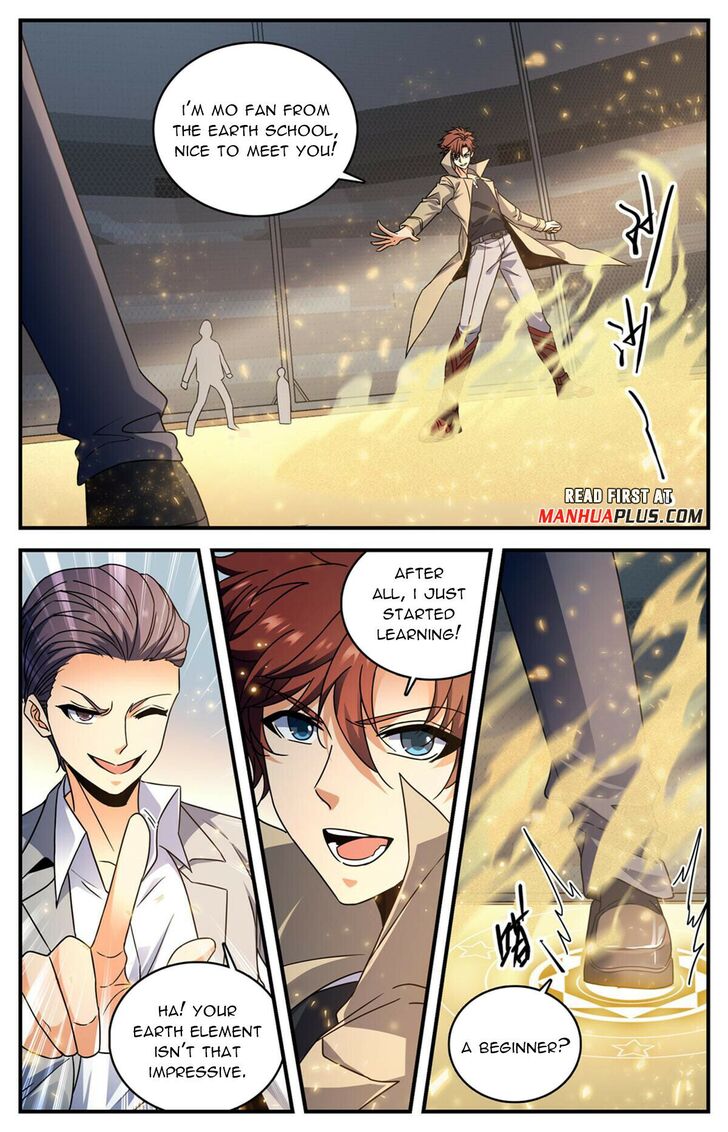 I'M MO FAN FROM
THE EARTH SCHOOL,
NICE TO MEET YOU!
READ FIRST AT
MANHUAPLUS.COM
HA! YOUR
EARTH ELEMENT
ISN'T THAT
IMPRESSIVE.
AFTER
ALL, I JUST
STARTED
LEARNING!
A BEGINNER?